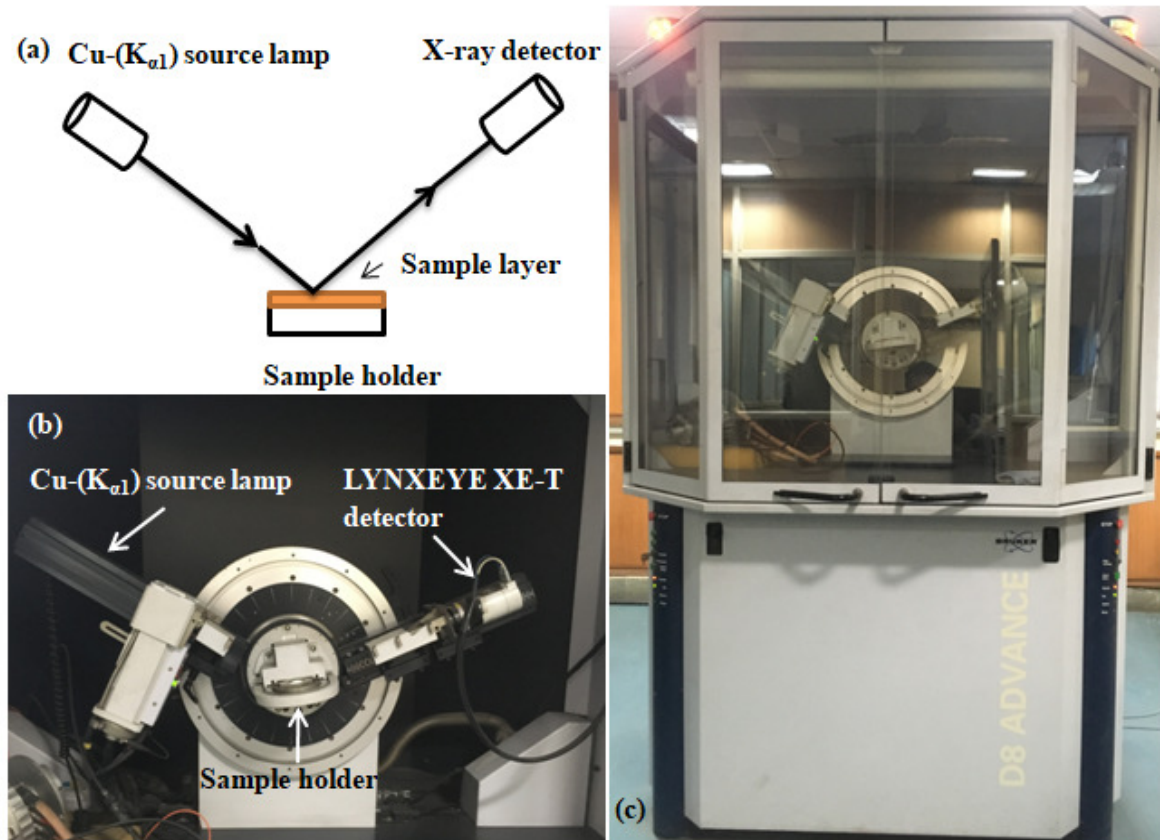 (a)
Cu-(Kα1) source lamp
X-ray detector
Sample layer
Sample holder
(b)
Cu-(Kα1) source lamp
LYNXEYE XE-T
detector
Sample holder
BRUKER
D8 ADVANCE
(c)